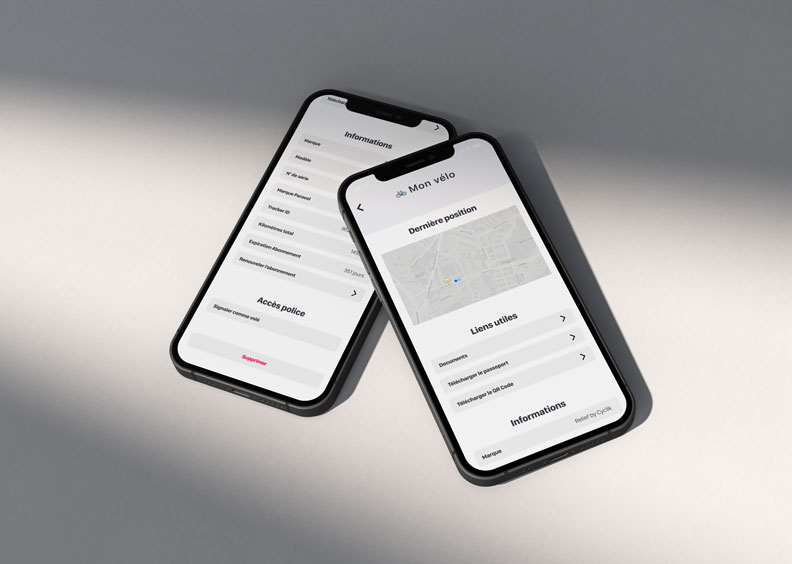 Informations
Marque
Modèle
N° de série
Marque Paravol
Tracker ID
Kilomètres total
Expiration Abonnement
351 jours
Renouveler l'abonnement
Accès police
Signaler comme volé
Supprimer
Mon vélo
Dernière position
Liens utiles
Documents
Télécharger le passeport
Télécharger le QR Code
Informations
Marque
Relief by Cyclik